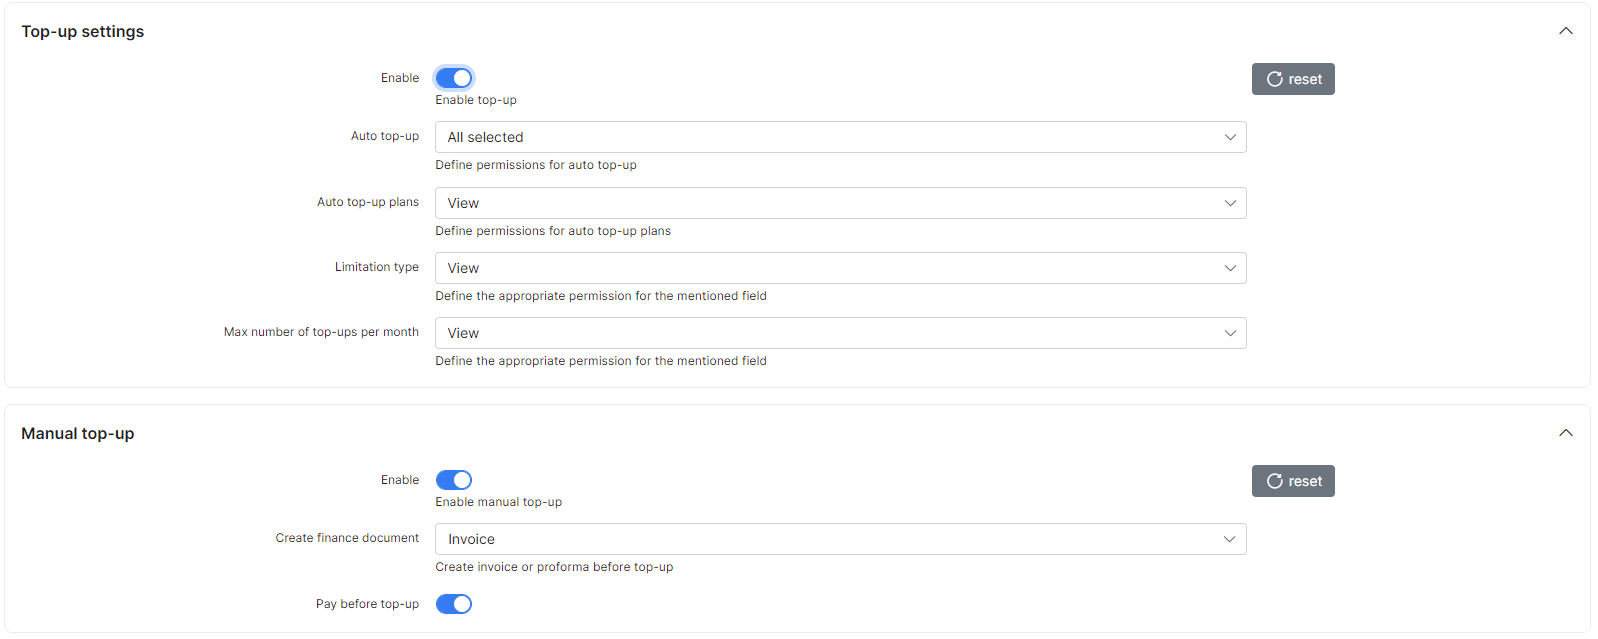 Top-up settings
Enable
reset
Enable top-up
Auto top-up
All selected
Define permissions for auto top-up
Auto top-up plans
View
Define permissions for auto top-up plans
Limitation type
View
Define the appropriate permission for the mentioned field
Max number of top-ups per month
View
Define the appropriate permission for the mentioned field
Manual top-up
Enable
reset
Enable manual top-up
Create finance document
Invoice
Create invoice or proforma before top-up
Pay before top-up